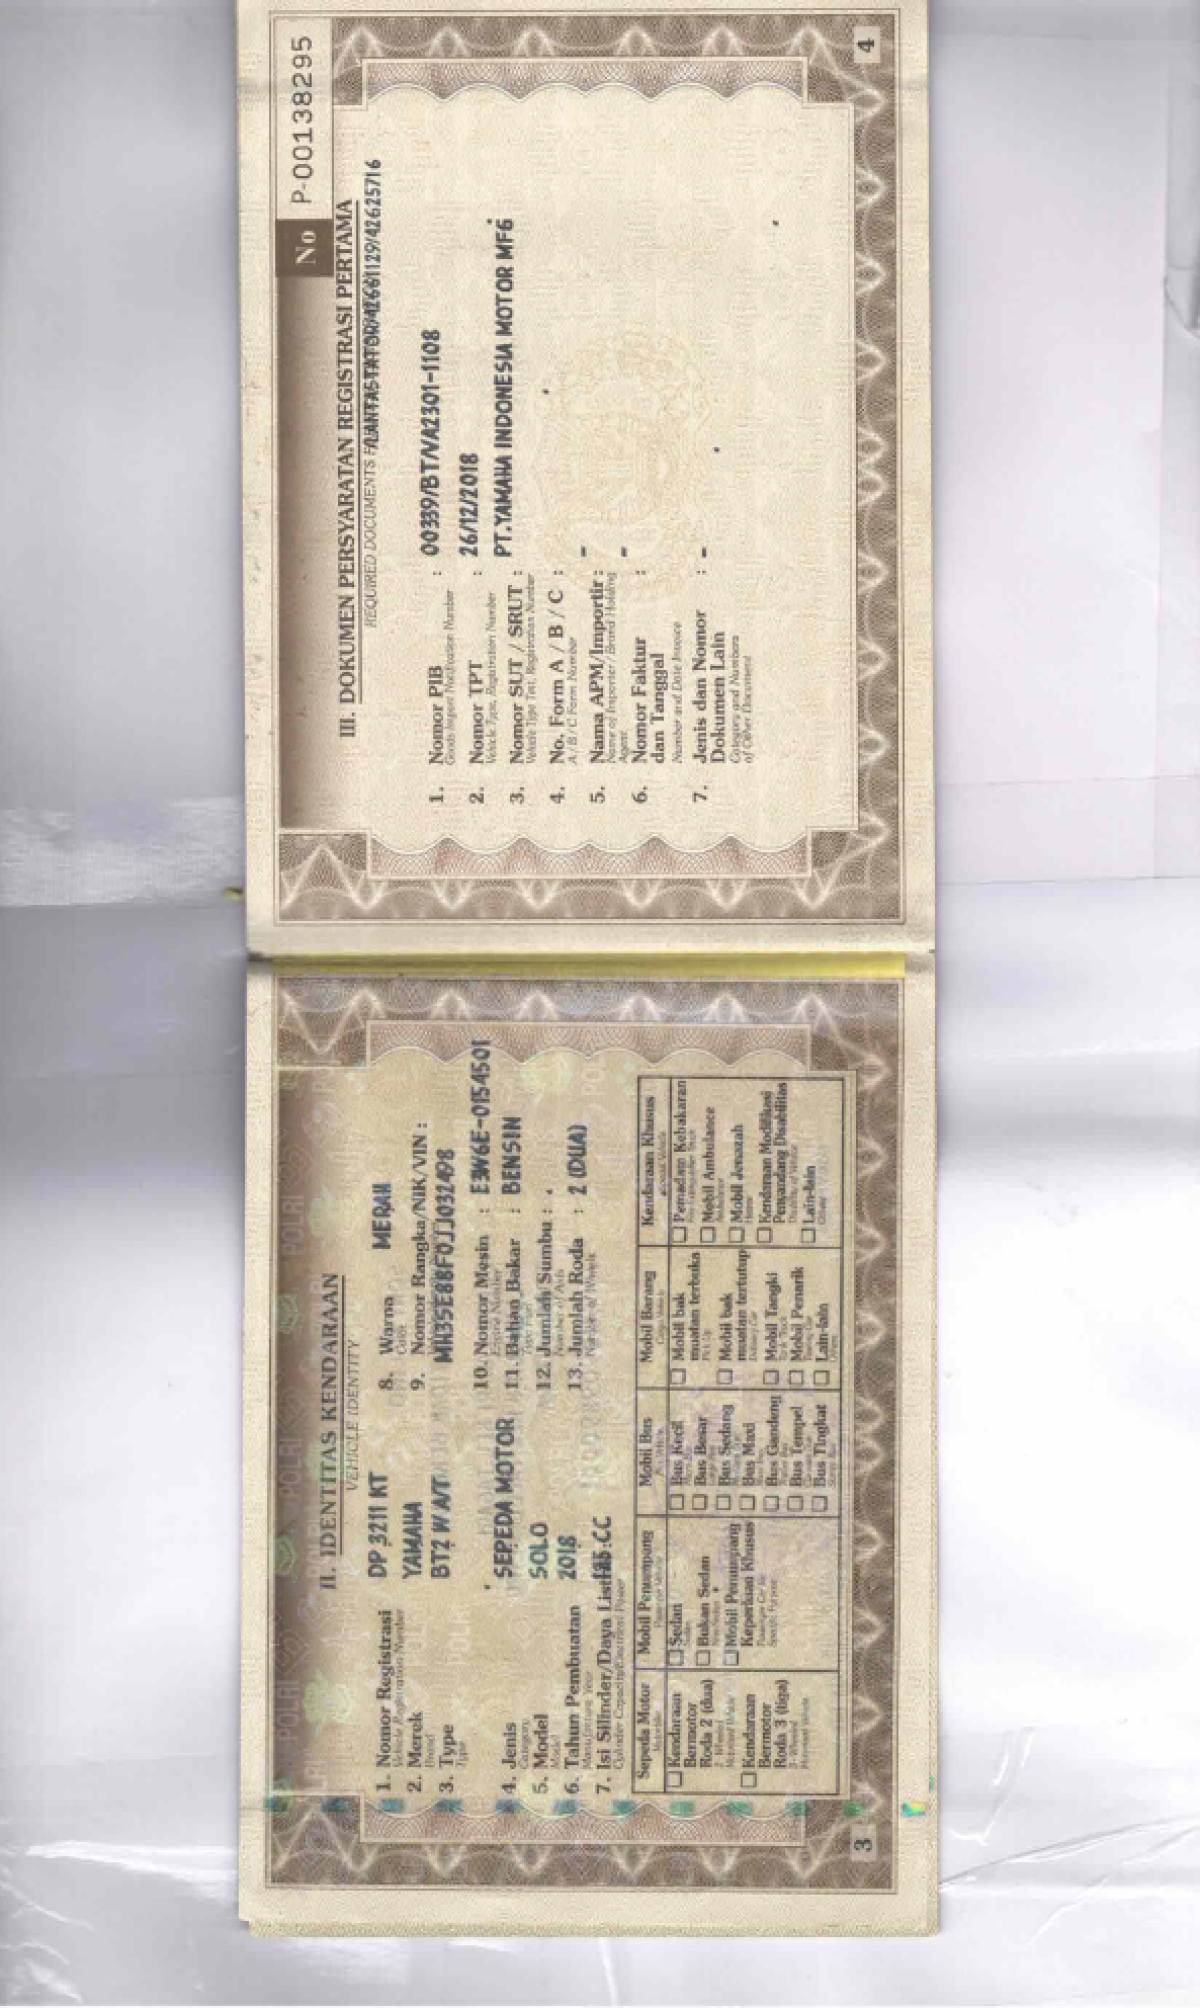 II. IDENTITAS KENDARAAN
VEHICLE IDENTITY
1. Nomor Registrasi DP 3211 KT
Vehicle Registration Number
2. Merek YAMAHA
Brand
3. Type BT2 W A/T
Type
4. Jenis SEPEDA MOTOR
Category
5. Model SOLO
Model
6. Tahun Pembuatan 2018
Manufacture Year
7. Isi Silinder/Daya Listrik: 125 CC
Cylinder Capacity/Electrical Power
8. Warna MERAH
Color
9. Nomor Rangka/NIK/VIN :
MH3SE88F0JJ032498
10. Nomor Mesin : E3W6E-0154501
Engine Number
11. Bahan Bakar : BENSIN
12. Jumlah Sumbu :
Number of Axis
13. Jumlah Roda : 2 (DUA)
Number of Wheels
Sepeda Motor
☐ Kendaraan
Bermotor
Roda 2 (dua)
☐ Kendaraan
Bermotor
Roda 3 (tiga)
Mobil Penumpang
☐ Sedan
☐ Bukan Sedan
☐ Mobil Penumpang
Keperluan Khusus
Mobil Bus
☐ Bus Kecil
☐ Bus Besar
☐ Bus Sedang
☐ Bus Maxi
☐ Bus Gandeng
☐ Bus Tempel
☐ Bus Tingkat
Mobil Barang
☐ Mobil bak
muatan terbuka
Pick Up
☐ Mobil bak
muatan tertutup
☐ Mobil Tangki
☐ Mobil Penarik
☐ Lain-lain
Kendaraan Khusus
☐ Pemadam Kebakaran
☐ Mobil Ambulance
☐ Mobil Jenazah
☐ Kendaraan Modifikasi
Penyandang Disabilitas
☐ Lain-lain
3
No P-00138295
III. DOKUMEN PERSYARATAN REGISTRASI PERTAMA
REQUIRED DOCUMENTS
1. Nomor PIB : 00339/BT/VA2301-1108
Goods Import Notification Number
2. Nomor TPT : 26/12/2018
Vehicle Type, Registration Number
3. Nomor SUT / SRUT : PT.YAMAHA INDONESIA MOTOR MFG
Vehicle Type Test, Registration Number
4. No. Form A / B / C :
A / B / C Form Number
5. Nama APM/Importir : -
Name of Importer / Brand Holding
Agent
6. Nomor Faktur : -
dan Tanggal
Number and Date Invoice
7. Jenis dan Nomor : -
Dokumen Lain
Category and Numbers
of Other Document
4